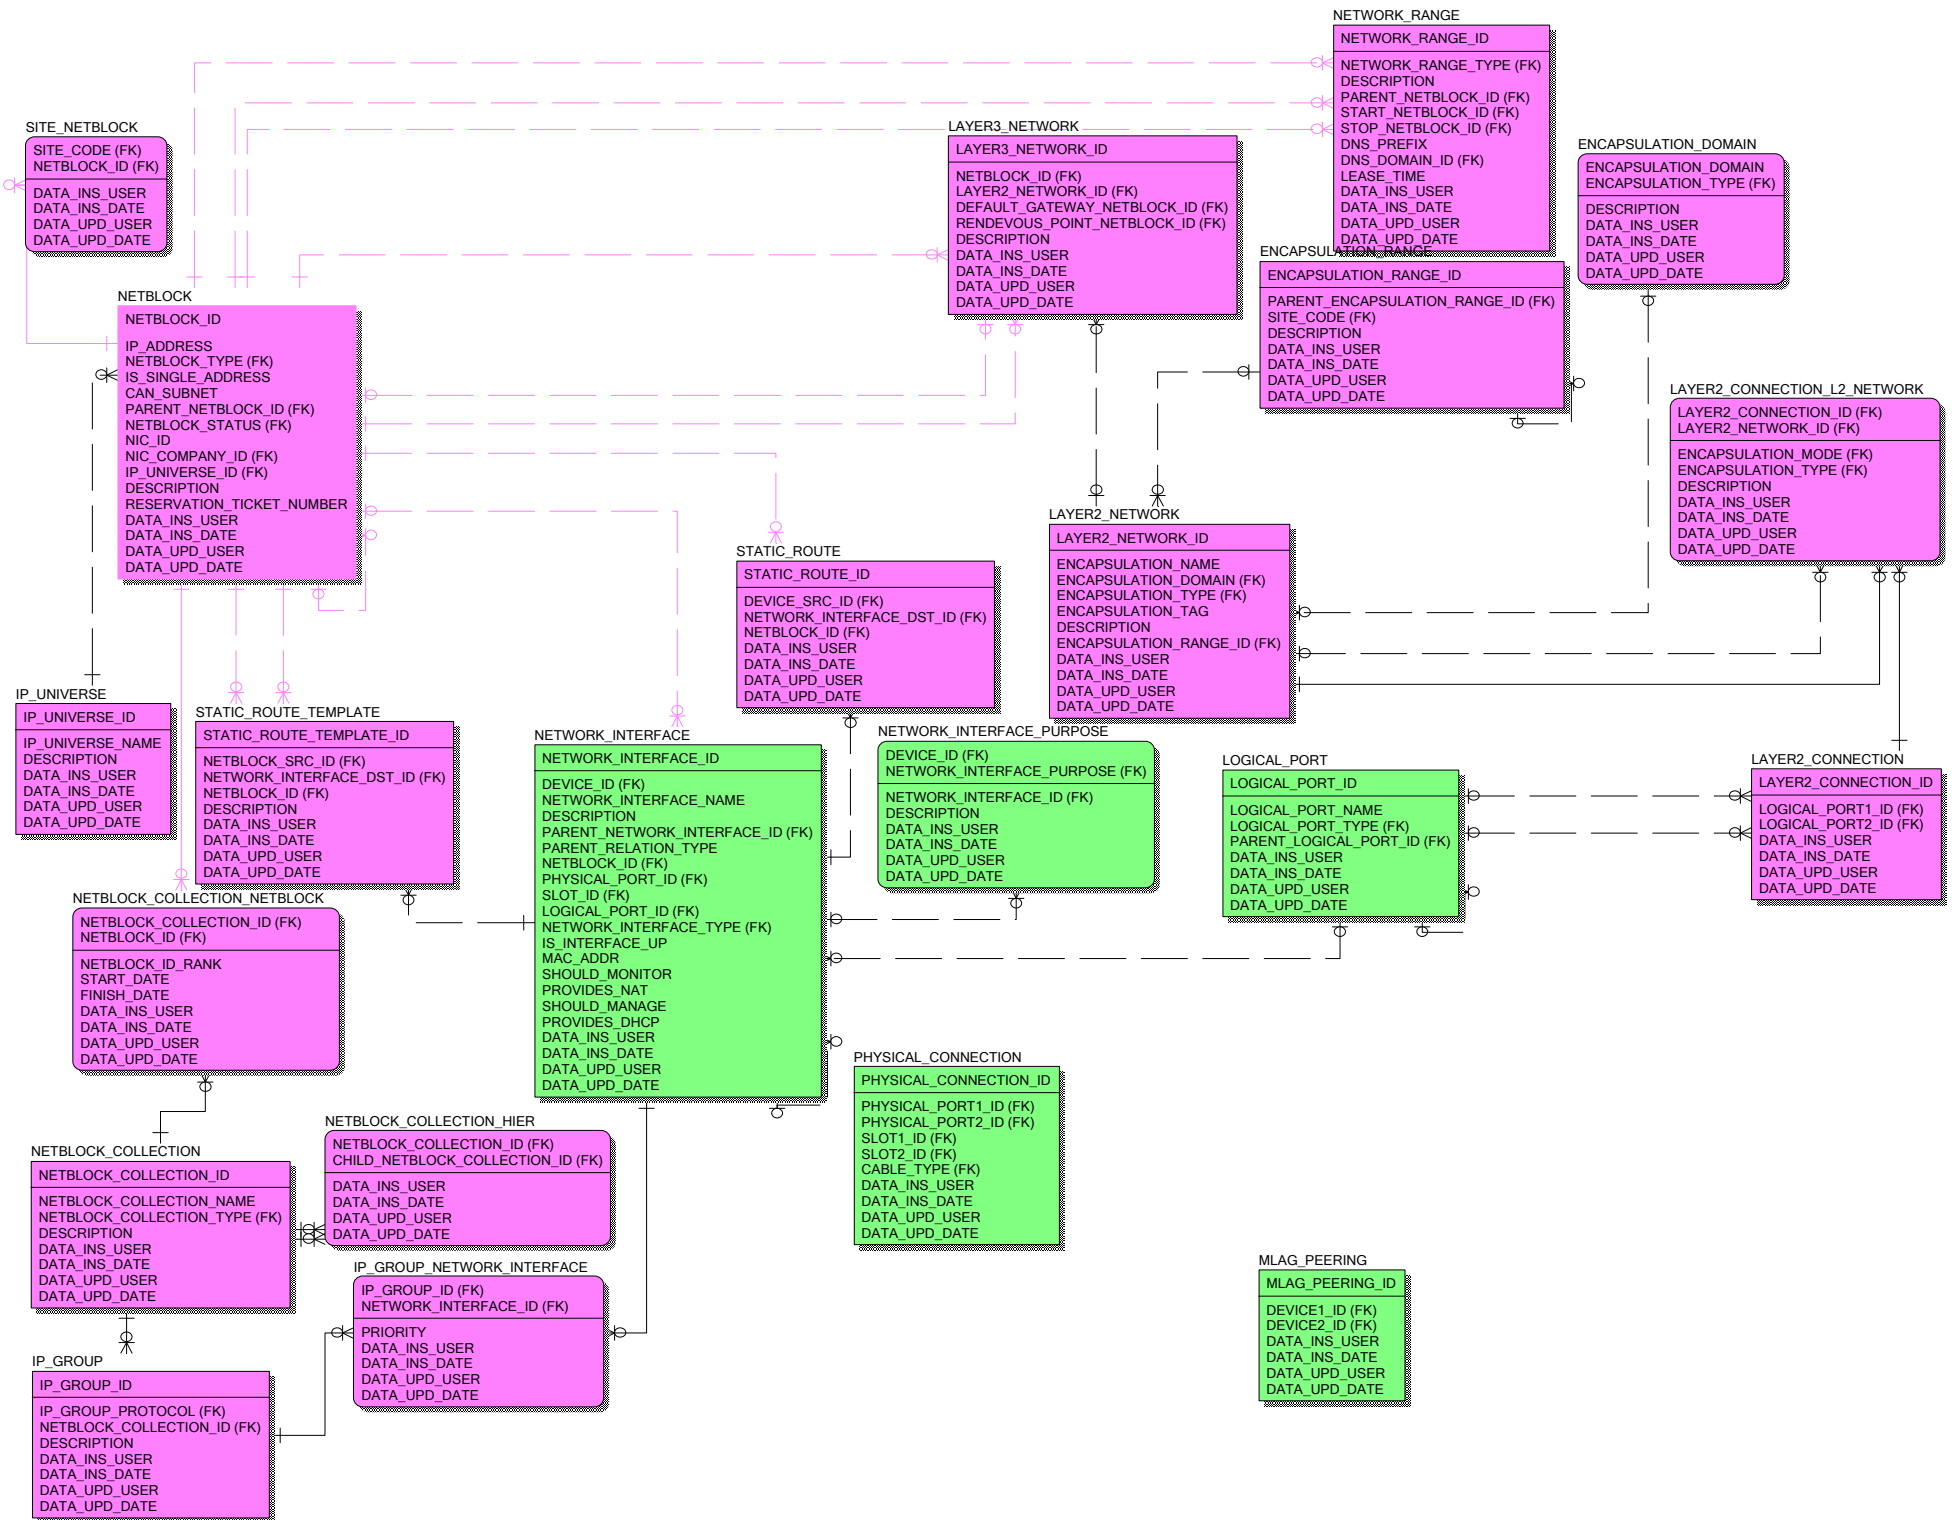 NETWORK_RANGE
NETWORK_RANGE_ID
NETWORK_RANGE_TYPE (FK)
DESCRIPTION
PARENT_NETBLOCK_ID (FK)
START_NETBLOCK_ID (FK)
STOP_NETBLOCK_ID (FK)
DNS_PREFIX
DNS_DOMAIN_ID (FK)
LEASE_TIME
DATA_INS_USER
DATA_INS_DATE
DATA_UPD_USER
DATA_UPD_DATE
SITE_NETBLOCK
SITE_CODE (FK)
NETBLOCK_ID (FK)
DATA_INS_USER
DATA_INS_DATE
DATA_UPD_USER
DATA_UPD_DATE
LAYER3_NETWORK
LAYER3_NETWORK_ID
NETBLOCK_ID (FK)
LAYER2_NETWORK_ID (FK)
DEFAULT_GATEWAY_NETBLOCK_ID (FK)
RENDEVOUS_POINT_NETBLOCK_ID (FK)
DESCRIPTION
DATA_INS_USER
DATA_INS_DATE
DATA_UPD_USER
DATA_UPD_DATE
ENCAPSULATION_DOMAIN
ENCAPSULATION_DOMAIN
ENCAPSULATION_TYPE (FK)
DESCRIPTION
DATA_INS_USER
DATA_INS_DATE
DATA_UPD_USER
DATA_UPD_DATE
ENCAPSULATION_RANGE
ENCAPSULATION_RANGE_ID
PARENT_ENCAPSULATION_RANGE_ID (FK)
SITE_CODE (FK)
DESCRIPTION
DATA_INS_USER
DATA_INS_DATE
DATA_UPD_USER
DATA_UPD_DATE
NETBLOCK
NETBLOCK_ID
IP_ADDRESS
NETBLOCK_TYPE (FK)
IS_SINGLE_ADDRESS
CAN_SUBNET
PARENT_NETBLOCK_ID (FK)
NETBLOCK_STATUS (FK)
NIC_ID
NIC_COMPANY_ID (FK)
IP_UNIVERSE_ID (FK)
DESCRIPTION
RESERVATION_TICKET_NUMBER
DATA_INS_USER
DATA_INS_DATE
DATA_UPD_USER
DATA_UPD_DATE
LAYER2_CONNECTION_L2_NETWORK
LAYER2_CONNECTION_ID (FK)
LAYER2_NETWORK_ID (FK)
ENCAPSULATION_MODE (FK)
ENCAPSULATION_TYPE (FK)
DESCRIPTION
DATA_INS_USER
DATA_INS_DATE
DATA_UPD_USER
DATA_UPD_DATE
LAYER2_NETWORK
LAYER2_NETWORK_ID
ENCAPSULATION_NAME
ENCAPSULATION_DOMAIN (FK)
ENCAPSULATION_TYPE (FK)
ENCAPSULATION_TAG
DESCRIPTION
ENCAPSULATION_RANGE_ID (FK)
DATA_INS_USER
DATA_INS_DATE
DATA_UPD_USER
DATA_UPD_DATE
STATIC_ROUTE
STATIC_ROUTE_ID
DEVICE_SRC_ID (FK)
NETWORK_INTERFACE_DST_ID (FK)
NETBLOCK_ID (FK)
DATA_INS_USER
DATA_INS_DATE
DATA_UPD_USER
DATA_UPD_DATE
IP_UNIVERSE
IP_UNIVERSE_ID
IP_UNIVERSE_NAME
DESCRIPTION
DATA_INS_USER
DATA_INS_DATE
DATA_UPD_USER
DATA_UPD_DATE
STATIC_ROUTE_TEMPLATE
STATIC_ROUTE_TEMPLATE_ID
NETBLOCK_SRC_ID (FK)
NETWORK_INTERFACE_DST_ID (FK)
NETBLOCK_ID (FK)
DESCRIPTION
DATA_INS_USER
DATA_INS_DATE
DATA_UPD_USER
DATA_UPD_DATE
NETWORK_INTERFACE
NETWORK_INTERFACE_ID
DEVICE_ID (FK)
NETWORK_INTERFACE_NAME
DESCRIPTION
PARENT_NETWORK_INTERFACE_ID (FK)
PARENT_RELATION_TYPE
NETBLOCK_ID (FK)
PHYSICAL_PORT_ID (FK)
SLOT_ID (FK)
LOGICAL_PORT_ID (FK)
NETWORK_INTERFACE_TYPE (FK)
IS_INTERFACE_UP
MAC_ADDR
SHOULD_MONITOR
PROVIDES_NAT
SHOULD_MANAGE
PROVIDES_DHCP
DATA_INS_USER
DATA_INS_DATE
DATA_UPD_USER
DATA_UPD_DATE
NETWORK_INTERFACE_PURPOSE
DEVICE_ID (FK)
NETWORK_INTERFACE_PURPOSE (FK)
NETWORK_INTERFACE_ID (FK)
DESCRIPTION
DATA_INS_USER
DATA_INS_DATE
DATA_UPD_USER
DATA_UPD_DATE
LOGICAL_PORT
LOGICAL_PORT_ID
LOGICAL_PORT_NAME
LOGICAL_PORT_TYPE (FK)
PARENT_LOGICAL_PORT_ID (FK)
DATA_INS_USER
DATA_INS_DATE
DATA_UPD_USER
DATA_UPD_DATE
LAYER2_CONNECTION
LAYER2_CONNECTION_ID
LOGICAL_PORT1_ID (FK)
LOGICAL_PORT2_ID (FK)
DATA_INS_USER
DATA_INS_DATE
DATA_UPD_USER
DATA_UPD_DATE
NETBLOCK_COLLECTION_NETBLOCK
NETBLOCK_COLLECTION_ID (FK)
NETBLOCK_ID (FK)
NETBLOCK_ID_RANK
START_DATE
FINISH_DATE
DATA_INS_USER
DATA_INS_DATE
DATA_UPD_USER
DATA_UPD_DATE
PHYSICAL_CONNECTION
PHYSICAL_CONNECTION_ID
PHYSICAL_PORT1_ID (FK)
PHYSICAL_PORT2_ID (FK)
SLOT1_ID (FK)
SLOT2_ID (FK)
CABLE_TYPE (FK)
DATA_INS_USER
DATA_INS_DATE
DATA_UPD_USER
DATA_UPD_DATE
NETBLOCK_COLLECTION_HIER
NETBLOCK_COLLECTION_ID (FK)
CHILD_NETBLOCK_COLLECTION_ID (FK)
DATA_INS_USER
DATA_INS_DATE
DATA_UPD_USER
DATA_UPD_DATE
NETBLOCK_COLLECTION
NETBLOCK_COLLECTION_ID
NETBLOCK_COLLECTION_NAME
NETBLOCK_COLLECTION_TYPE (FK)
DESCRIPTION
DATA_INS_USER
DATA_INS_DATE
DATA_UPD_USER
DATA_UPD_DATE
IP_GROUP_NETWORK_INTERFACE
IP_GROUP_ID (FK)
NETWORK_INTERFACE_ID (FK)
PRIORITY
DATA_INS_USER
DATA_INS_DATE
DATA_UPD_USER
DATA_UPD_DATE
MLAG_PEERING
MLAG_PEERING_ID
DEVICE1_ID (FK)
DEVICE2_ID (FK)
DATA_INS_USER
DATA_INS_DATE
DATA_UPD_USER
DATA_UPD_DATE
IP_GROUP
IP_GROUP_ID
IP_GROUP_PROTOCOL (FK)
NETBLOCK_COLLECTION_ID (FK)
DESCRIPTION
DATA_INS_USER
DATA_INS_DATE
DATA_UPD_USER
DATA_UPD_DATE